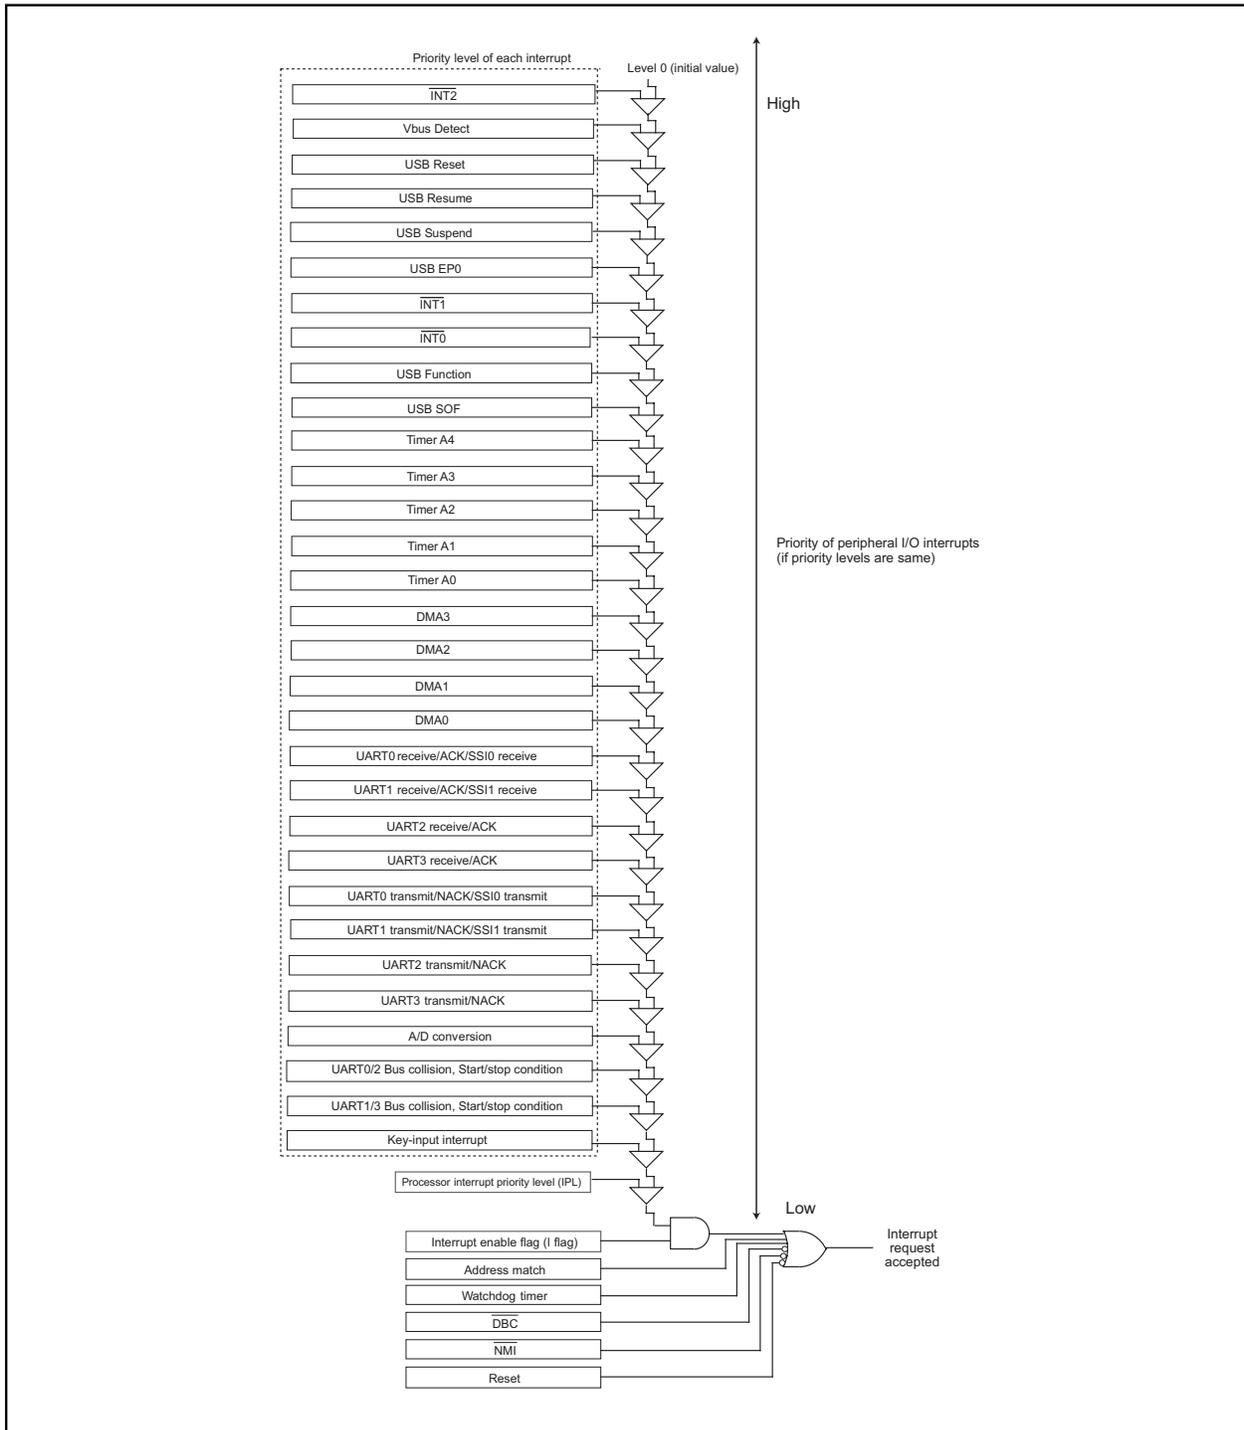 Priority level of each interrupt
Level 0 (initial value)
High
INT2
Vbus Detect
USB Reset
USB Resume
USB Suspend
USB EP0
INT1
INT0
USB Function
USB SOF
Timer A4
Timer A3
Timer A2
Timer A1
Timer A0
Priority of peripheral I/O interrupts
(if priority levels are same)
DMA3
DMA2
DMA1
DMA0
UART0 receive/ACK/SSI0 receive
UART1 receive/ACK/SSI1 receive
UART2 receive/ACK
UART3 receive/ACK
UART0 transmit/NACK/SSI0 transmit
UART1 transmit/NACK/SSI1 transmit
UART2 transmit/NACK
UART3 transmit/NACK
A/D conversion
UART0/2 Bus collision, Start/stop condition
UART1/3 Bus collision, Start/stop condition
Key-input interrupt
Processor interrupt priority level (IPL)
Low
Interrupt enable flag (I flag)
Address match
Watchdog timer
DBC
NMI
Reset
Interrupt
request
accepted